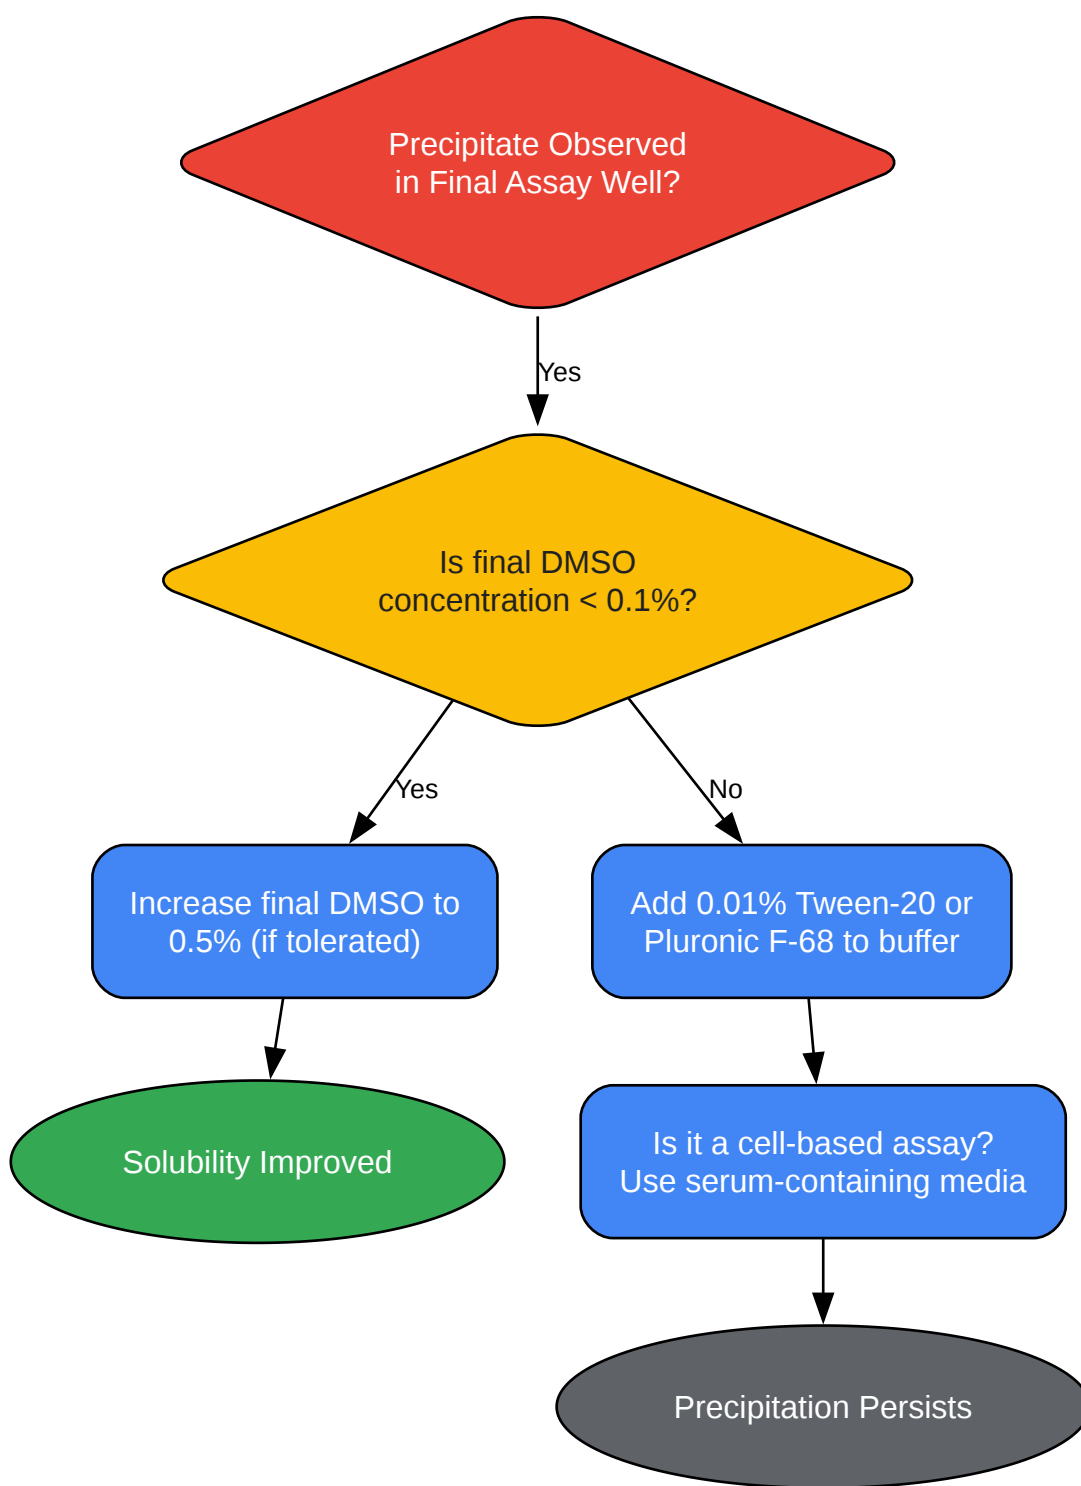 Precipitate Observed
in Final Assay Well?
Yes
Is final DMSO
concentration < 0.1%?
Yes
No
Increase final DMSO to
0.5% (if tolerated)
Add 0.01% Tween-20 or
Pluronic F-68 to buffer
Solubility Improved
Is it a cell-based assay?
Use serum-containing media
Precipitation Persists